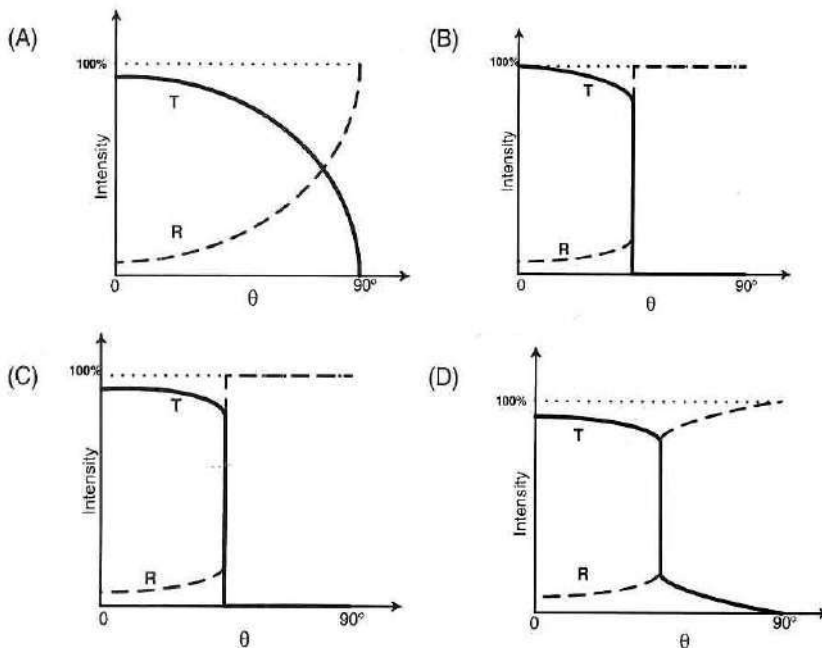 (A)
100%
T
Intensity
R
0
90°
θ
(B)
100%
T
Intensity
R
0
90°
θ
(C)
100%
T
Intensity
R
0
90°
θ
(D)
100%
T
Intensity
R
0
90°
θ